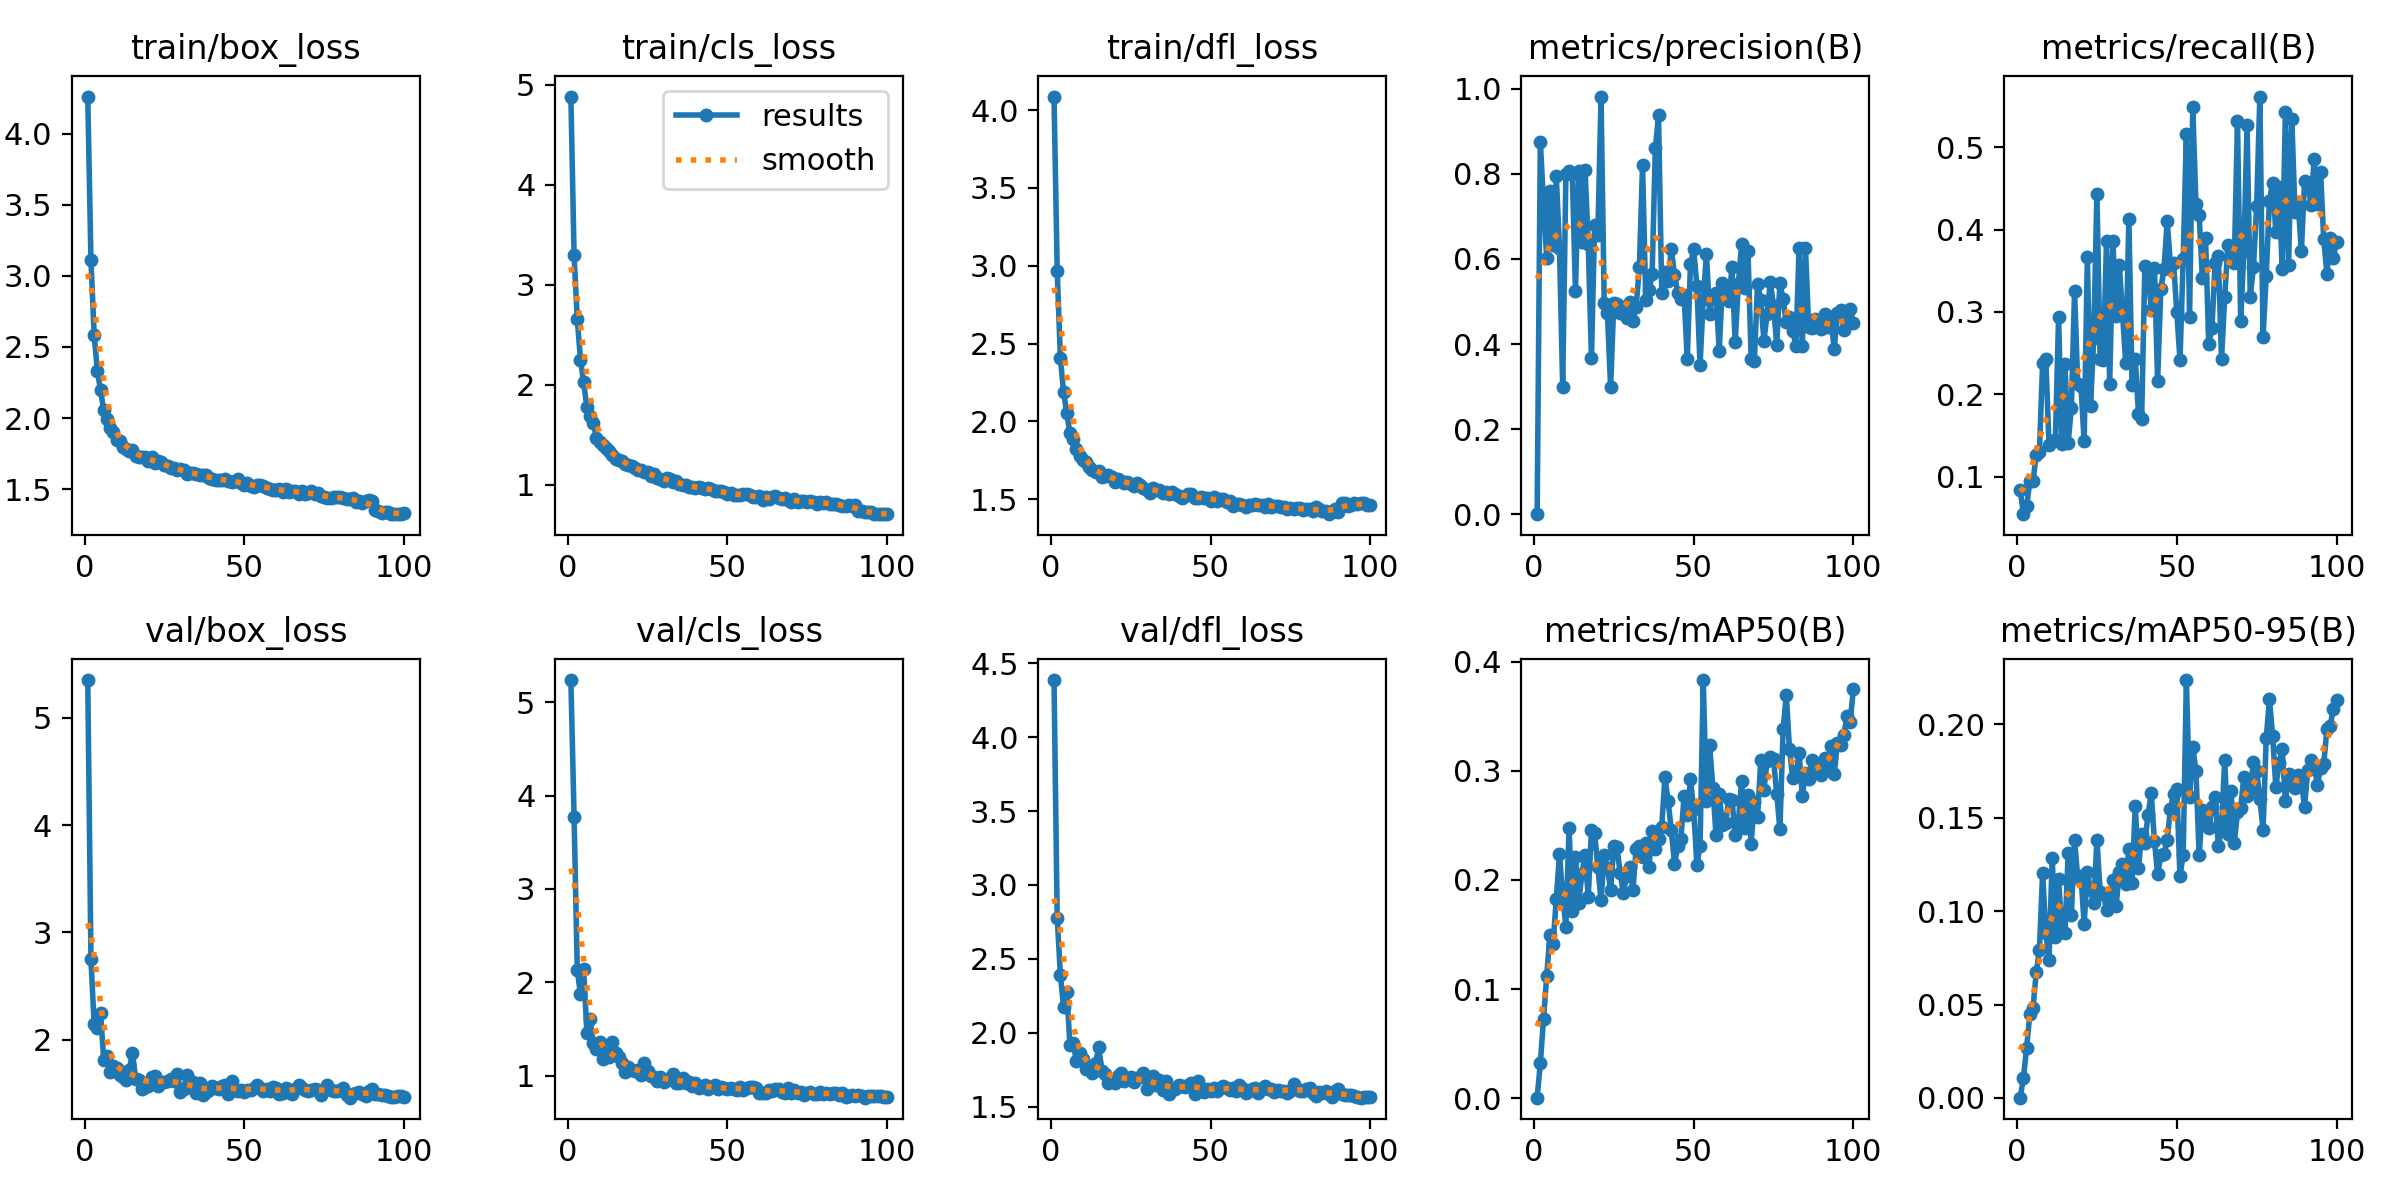 train/box_loss
4.0
3.5
3.0
2.5
2.0
1.5
0 50 100
train/cls_loss
results
smooth
5
4
3
2
1
0 50 100
train/dfl_loss
4.0
3.5
3.0
2.5
2.0
1.5
0 50 100
metrics/precision(B)
1.0
0.8
0.6
0.4
0.2
0.0
0 50 100
metrics/recall(B)
0.5
0.4
0.3
0.2
0.1
0 50 100
val/box_loss
5
4
3
2
0 50 100
val/cls_loss
5
4
3
2
1
0 50 100
val/dfl_loss
4.5
4.0
3.5
3.0
2.5
2.0
1.5
0 50 100
metrics/mAP50(B)
0.4
0.3
0.2
0.1
0.0
0 50 100
metrics/mAP50-95(B)
0.20
0.15
0.10
0.05
0.00
0 50 100